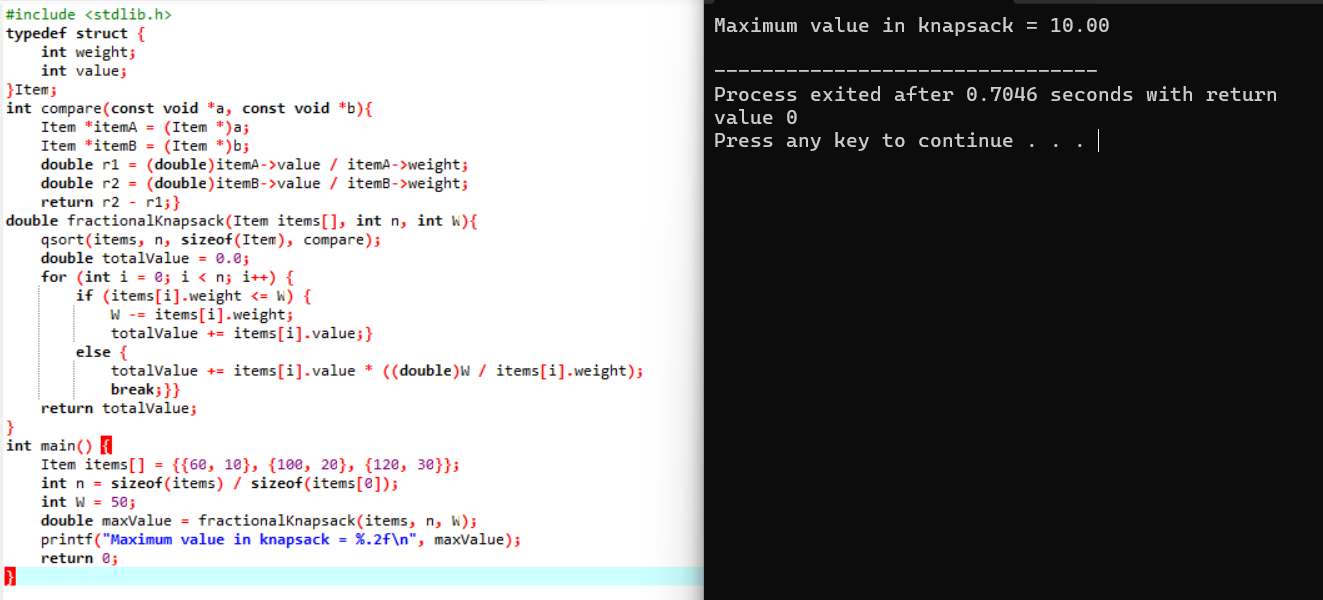 #include <stdlib.h>
typedef struct {
    int weight;
    int value;
}Item;
int compare(const void *a, const void *b){
    Item *itemA = (Item *)a;
    Item *itemB = (Item *)b;
    double r1 = (double)itemA->value / itemA->weight;
    double r2 = (double)itemB->value / itemB->weight;
    return r2 - r1;}
double fractionalKnapsack(Item items[], int n, int W){
    qsort(items, n, sizeof(Item), compare);
    double totalValue = 0.0;
    for (int i = 0; i < n; i++) {
        if (items[i].weight <= W) {
            W -= items[i].weight;
            totalValue += items[i].value;}
        else {
            totalValue += items[i].value * ((double)W / items[i].weight);
            break;}}
    return totalValue;
}
int main() {
    Item items[] = {{60, 10}, {100, 20}, {120, 30}};
    int n = sizeof(items) / sizeof(items[0]);
    int W = 50;
    double maxValue = fractionalKnapsack(items, n, W);
    printf("Maximum value in knapsack = %.2f\n", maxValue);
    return 0;
}
Maximum value in knapsack = 10.00
--------------------------------
Process exited after 0.7046 seconds with return
value 0
Press any key to continue . . .